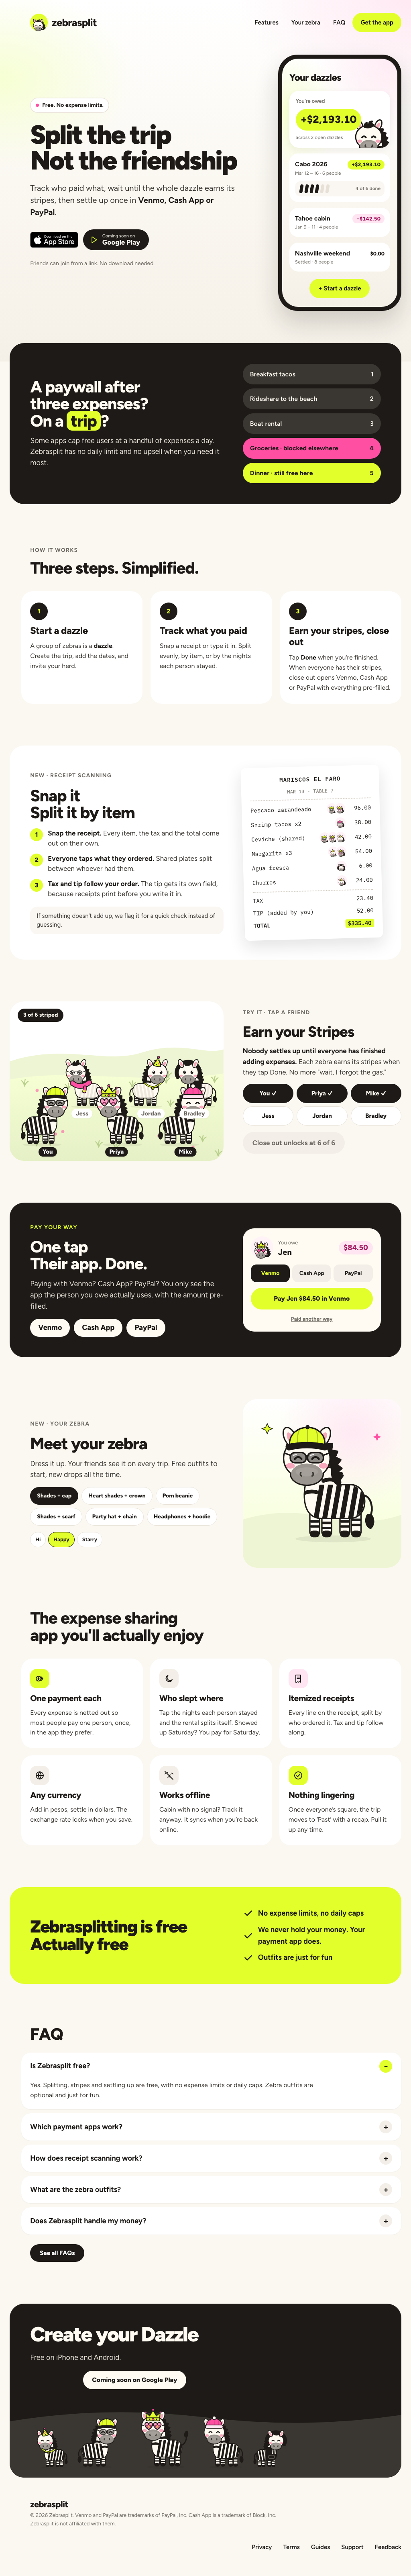 zebrasplit
Features Your zebra FAQ Get the app
Free. No expense limits.
Split the trip
Not the friendship
Track who paid what, wait until the whole dazzle earns its
stripes, then settle up once in Venmo, Cash App or
PayPal.
Download on the
App Store
Coming soon on
Google Play
Friends can join from a link. No download needed.
Your dazzles
You're owed
+$2,193.10
across 2 open dazzles
Cabo 2026 +$2,193.10
Mar 12 – 16 · 6 people
4 of 6 done
Tahoe cabin −$142.50
Jan 9 – 11 · 4 people
Nashville weekend $0.00
Settled · 8 people
+ Start a dazzle
A paywall after
three expenses?
On a trip?
Some apps cap free users at a handful of expenses a day.
Zebrasplit has no daily limit and no upsell when you need it
most.
Breakfast tacos 1
Rideshare to the beach 2
Boat rental 3
Groceries · blocked elsewhere 4
Dinner · still free here 5
HOW IT WORKS
Three steps. Simplified.
1
Start a dazzle
A group of zebras is a dazzle.
Create the trip, add the dates, and
invite your herd.
2
Track what you paid
Snap a receipt or type it in. Split
evenly, by item, or by the nights
each person stayed.
3
Earn your stripes, close
out
Tap Done when you're finished.
When everyone has their stripes,
close out opens Venmo, Cash App
or PayPal with everything pre-filled.
NEW · RECEIPT SCANNING
Snap it
Split it by item
1 Snap the receipt. Every item, the tax and the total come
out on their own.
2 Everyone taps what they ordered. Shared plates split
between whoever had them.
3 Tax and tip follow your order. The tip gets its own field,
because receipts print before you write it in.
If something doesn't add up, we flag it for a quick check instead of
guessing.
MARISCOS EL FARO
MAR 13 · TABLE 7
Pescado zarandeado 96.00
Shrimp tacos x2 38.00
Ceviche (shared) 42.00
Margarita x3 54.00
Agua fresca 6.00
Churros 24.00
TAX 23.40
TIP (added by you) 52.00
TOTAL $335.40
3 of 6 striped
Jess Jordan Bradley
You Priya Mike
TRY IT · TAP A FRIEND
Earn your Stripes
Nobody settles up until everyone has finished
adding expenses. Each zebra earns its stripes when
they tap Done. No more "wait, I forgot the gas."
You ✓ Priya ✓ Mike ✓
Jess Jordan Bradley
Close out unlocks at 6 of 6
PAY YOUR WAY
One tap
Their app. Done.
Paying with Venmo? Cash App? PayPal? You only see the
app the person you owe actually uses, with the amount pre-
filled.
Venmo Cash App PayPal
You owe
Jen
$84.50
Venmo Cash App PayPal
Pay Jen $84.50 in Venmo
Paid another way
NEW · YOUR ZEBRA
Meet your zebra
Dress it up. Your friends see it on every trip. Free outfits to
start, new drops all the time.
Shades + cap Heart shades + crown Pom beanie
Shades + scarf Party hat + chain Headphones + hoodie
Hi Happy Starry
The expense sharing
app you'll actually enjoy
One payment each
Every expense is netted out so
most people pay one person, once,
in the app they prefer.
Who slept where
Tap the nights each person stayed
and the rental splits itself. Showed
up Saturday? You pay for Saturday.
Itemized receipts
Every line on the receipt, split by
who ordered it. Tax and tip follow
along.
Any currency
Add in pesos, settle in dollars. The
exchange rate locks when you save.
Works offline
Cabin with no signal? Track it
anyway. It syncs when you're back
online.
Nothing lingering
Once everyone's square, the trip
moves to 'Past' with a recap. Pull it
up any time.
Zebrasplitting is free
Actually free
No expense limits, no daily caps
We never hold your money. Your
payment app does.
Outfits are just for fun
FAQ
Is Zebrasplit free? −
Yes. Splitting, stripes and settling up are free, with no expense limits or daily caps. Zebra outfits are
optional and just for fun.
Which payment apps work? +
How does receipt scanning work? +
What are the zebra outfits? +
Does Zebrasplit handle my money? +
See all FAQs
Create your Dazzle
Free on iPhone and Android.
Coming soon on Google Play
zebrasplit
© 2026 Zebrasplit. Venmo and PayPal are trademarks of PayPal, Inc. Cash App is a trademark of Block, Inc.
Zebrasplit is not affiliated with them.
Privacy Terms Guides Support Feedback